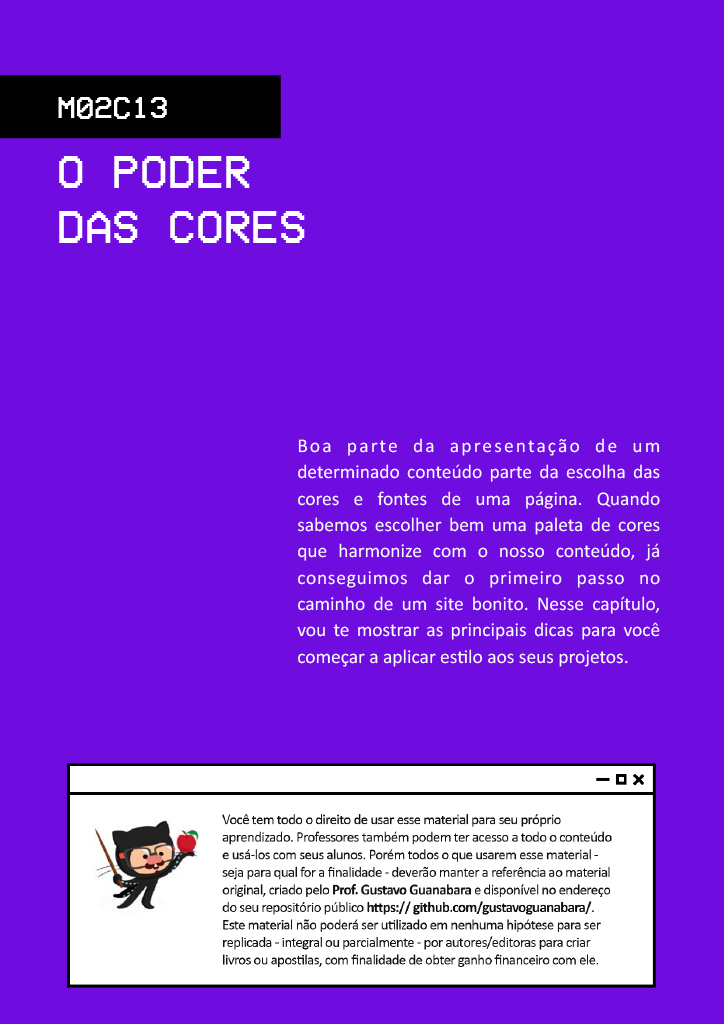 M02C13
O PODER
DAS CORES
Boa parte da apresentação de um
determinado conteúdo parte da escolha das
cores e fontes de uma página. Quando
sabemos escolher bem uma paleta de cores
que harmonize com o nosso conteúdo, já
conseguimos dar o primeiro passo no
caminho de um site bonito. Nesse capítulo,
vou te mostrar as principais dicas para você
começar a aplicar estilo aos seus projetos.
Você tem todo o direito de usar esse material para seu próprio
aprendizado. Professores também podem ter acesso a todo o conteúdo
e usá-los com seus alunos. Porém todos o que usarem esse material -
seja para qual for a finalidade - deverão manter a referência ao material
original, criado pelo Prof. Gustavo Guanabara e disponível no endereço
do seu repositório público https:// github.com/gustavoguanabara/.
Este material não poderá ser utilizado em nenhuma hipótese para ser
replicada - integral ou parcialmente - por autores/editoras para criar
livros ou apostilas, com finalidade de obter ganho financeiro com ele.